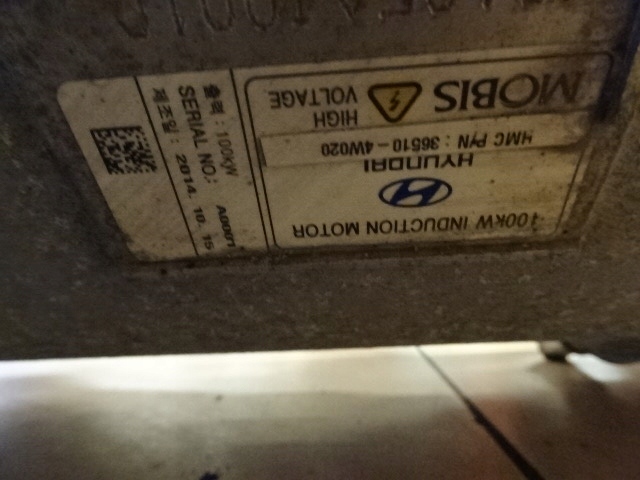 100KW INDUCTION MOTOR
HYUNDAI
HMC P/N : 36510-4W020
HIGH
VOLTAGE
MOBIS
출력 : 100kW
SERIAL NO.: A0001
제조일 : 2014. 10. 15